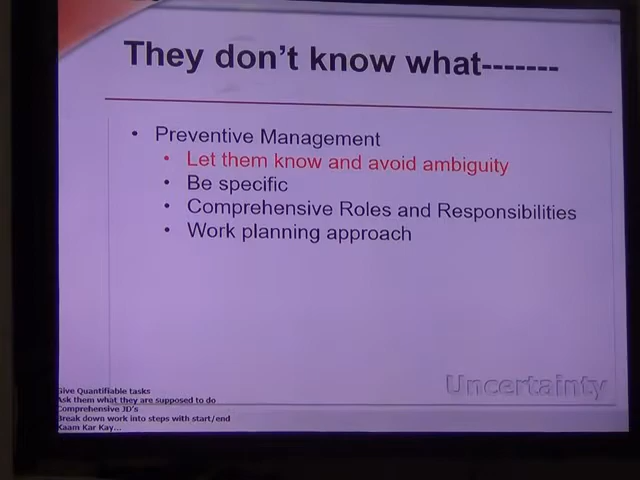 They don't know what-------
• Preventive Management
• Let them know and avoid ambiguity
• Be specific
• Comprehensive Roles and Responsibilities
• Work planning approach
Uncertainty
Give Quantifiable tasks
Ask them what they are supposed to do
Comprehensive JD's
Break down work into steps with start/end
Kaam Kar Kay...